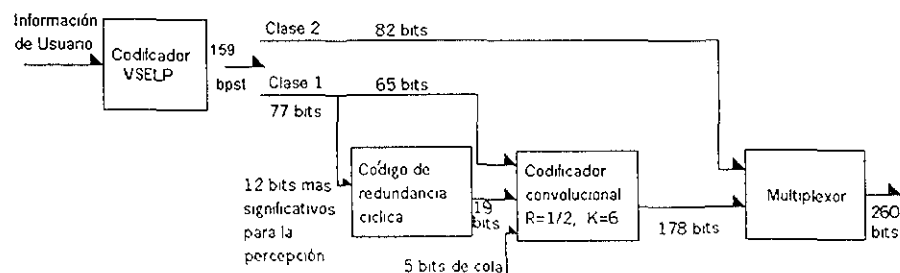 Información
de Usuario
Codificador
VSELP
159
bpst
Clase 2
82 bits
Clase 1
65 bits
77 bits
12 bits mas
significativos
para la
percepción
Código de
redundancia
cíclica
19
bits
5 bits de cola
Codificador
convolucional
R=1/2, K=6
178 bits
Multiplexor
260
bits